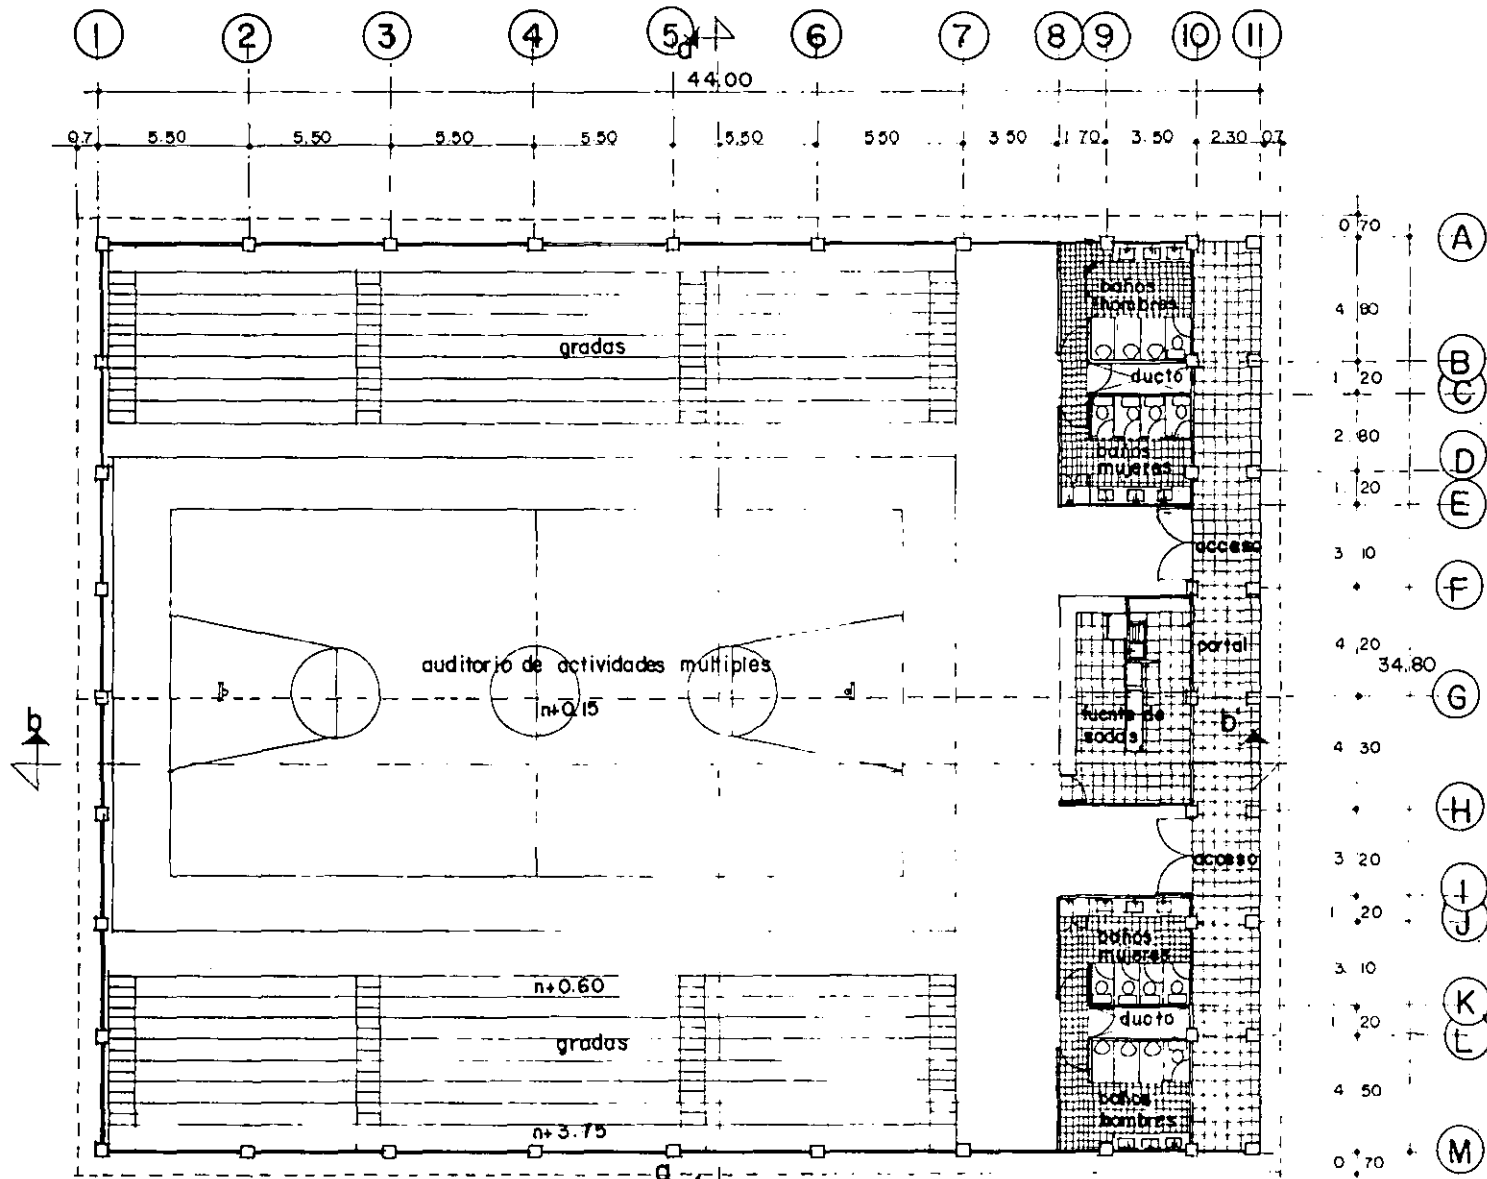 1 2 3 4 5 6 7 8 9 10 11
d
44.00
0.7 5.50 5.50 5.50 5.50 5.50 5.50 3.50 1.70 3.50 2.30 0.7
0.70
A
baños
hombres
4 80
gradas
B
ducto
1 20
C
2.80
baños
mujeres
D
1.20
E
acceso
3 10
F
4 20
portal
34.80
auditorio de actividades multiples
G
n+0.15
fuente de
sodas
b
b'
4 30
H
acceso
3 20
I
1 20
J
baños
mujeres
3.10
n+0.60
K
ducto
1 20
L
gradas
4 50
baños
hombres
n+3.75
M
0 70
a